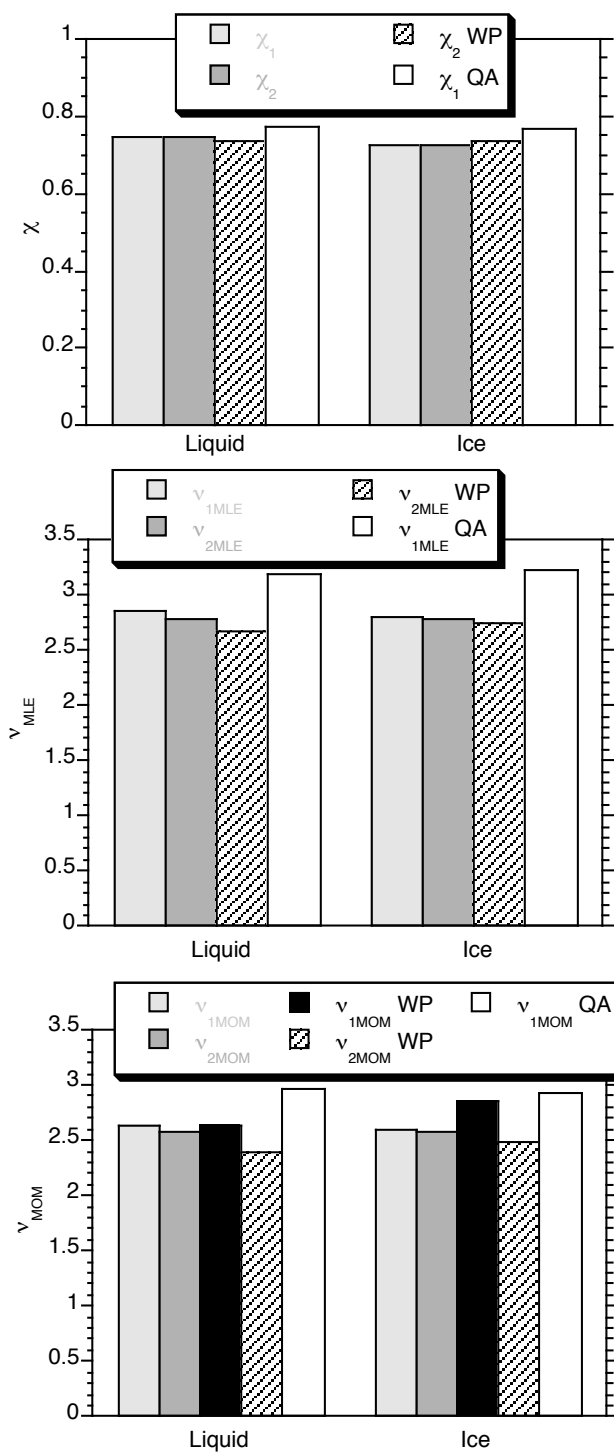 χ1 χ2 WP
χ2 χ1 QA
1
0.8
0.6
0.4
0.2
0
χ
Liquid Ice
ν1MLE ν2MLE WP
ν2MLE ν1MLE QA
3.5
3
2.5
2
1.5
1
0.5
0
νMLE
Liquid Ice
ν1MOM ν1MOM WP ν1MOM QA
ν2MOM ν2MOM WP
3.5
3
2.5
2
1.5
1
0.5
0
νMOM
Liquid Ice